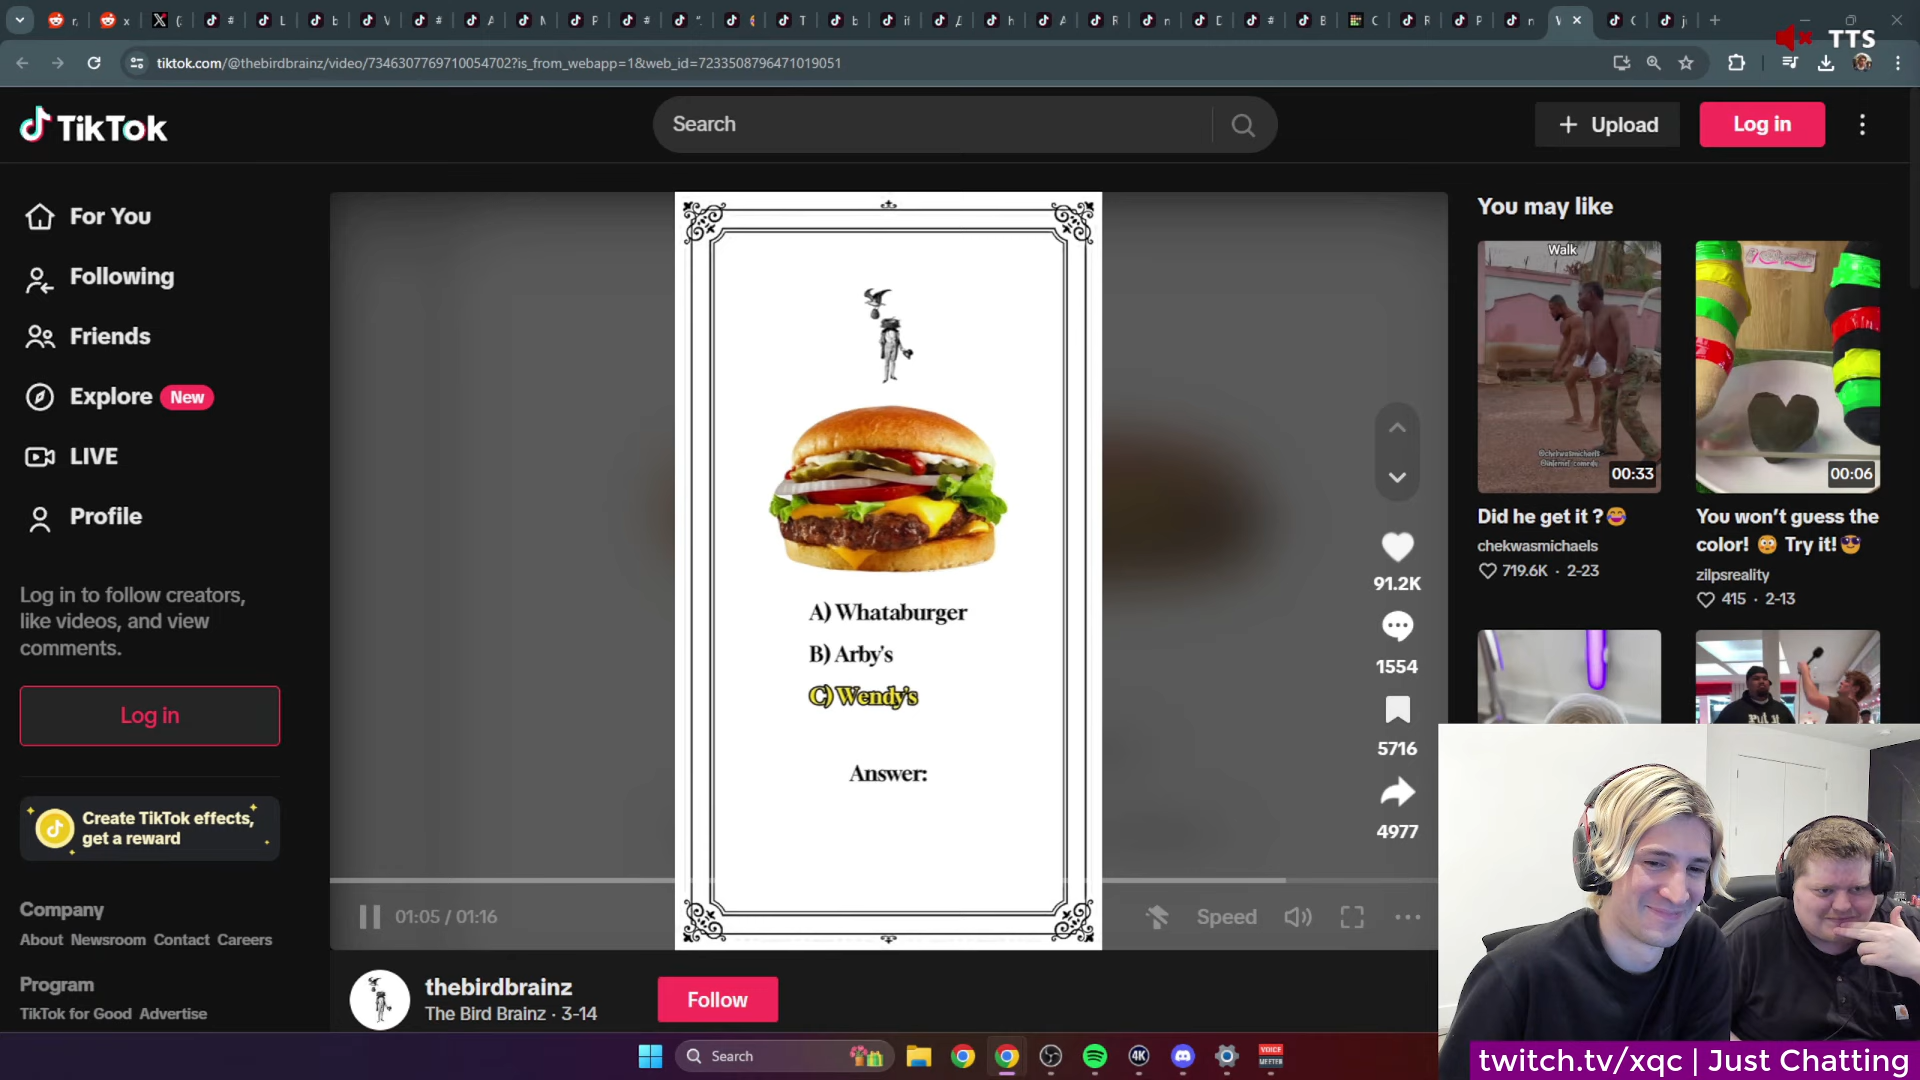 TTS
tiktok.com/@thebirdbrainz/video/7346307769710054702?is_from_webapp=1&web_id=7233508796471019051
TikTok
Search
Upload
Log in
For You
Following
Friends
Explore New
LIVE
Profile
Log in to follow creators,
like videos, and view
comments.
Log in
Create TikTok effects,
get a reward
Company
About Newsroom Contact Careers
Program
TikTok for Good Advertise
A) Whataburger
B) Arby's
C) Wendy's
Answer:
01:05 / 01:16
Speed
91.2K
1554
5716
4977
thebirdbrainz
The Bird Brainz · 3-14
Follow
You may like
Walk
@chekwasmichaels
00:33
Did he get it ?😂
chekwasmichaels
719.6K · 2-23
00:06
You won't guess the
color! 😳 Try it!😎
zilpsreality
415 · 2-13
Search
4K
VOICE
MEETER
twitch.tv/xqc | Just Chatting